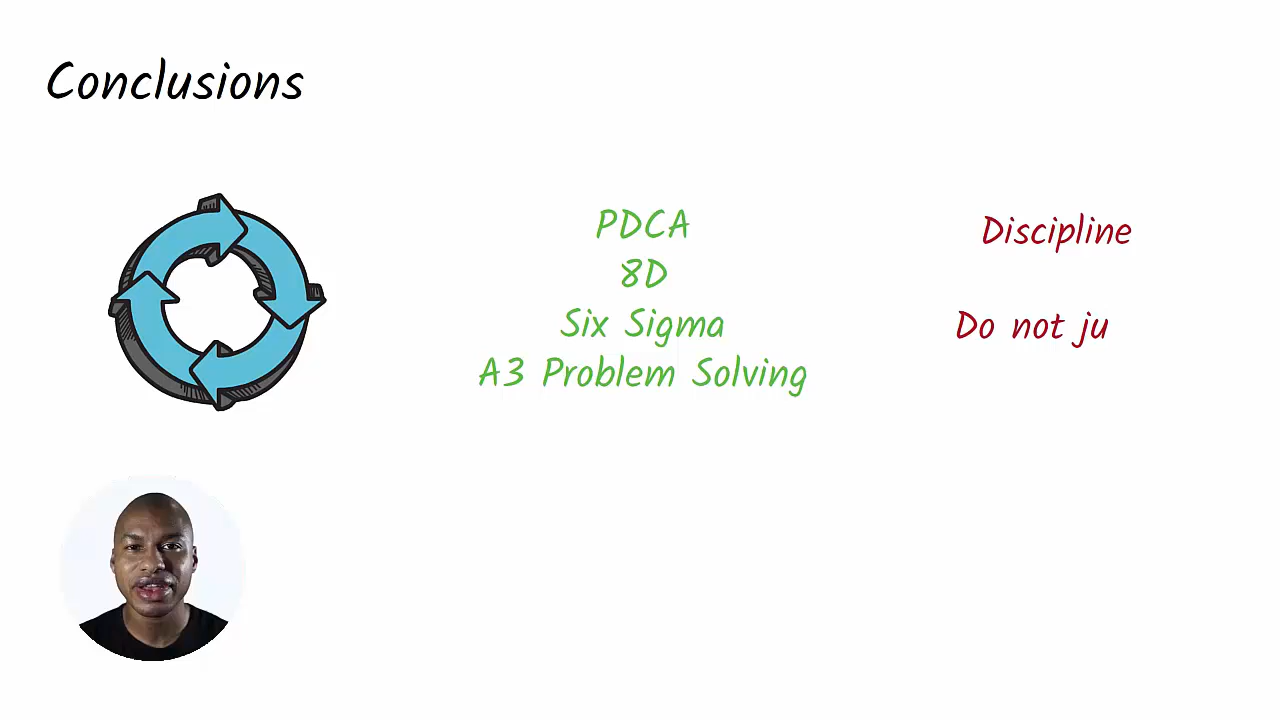 Conclusions
PDCA
8D
Six Sigma
A3 Problem Solving
Discipline
Do not ju